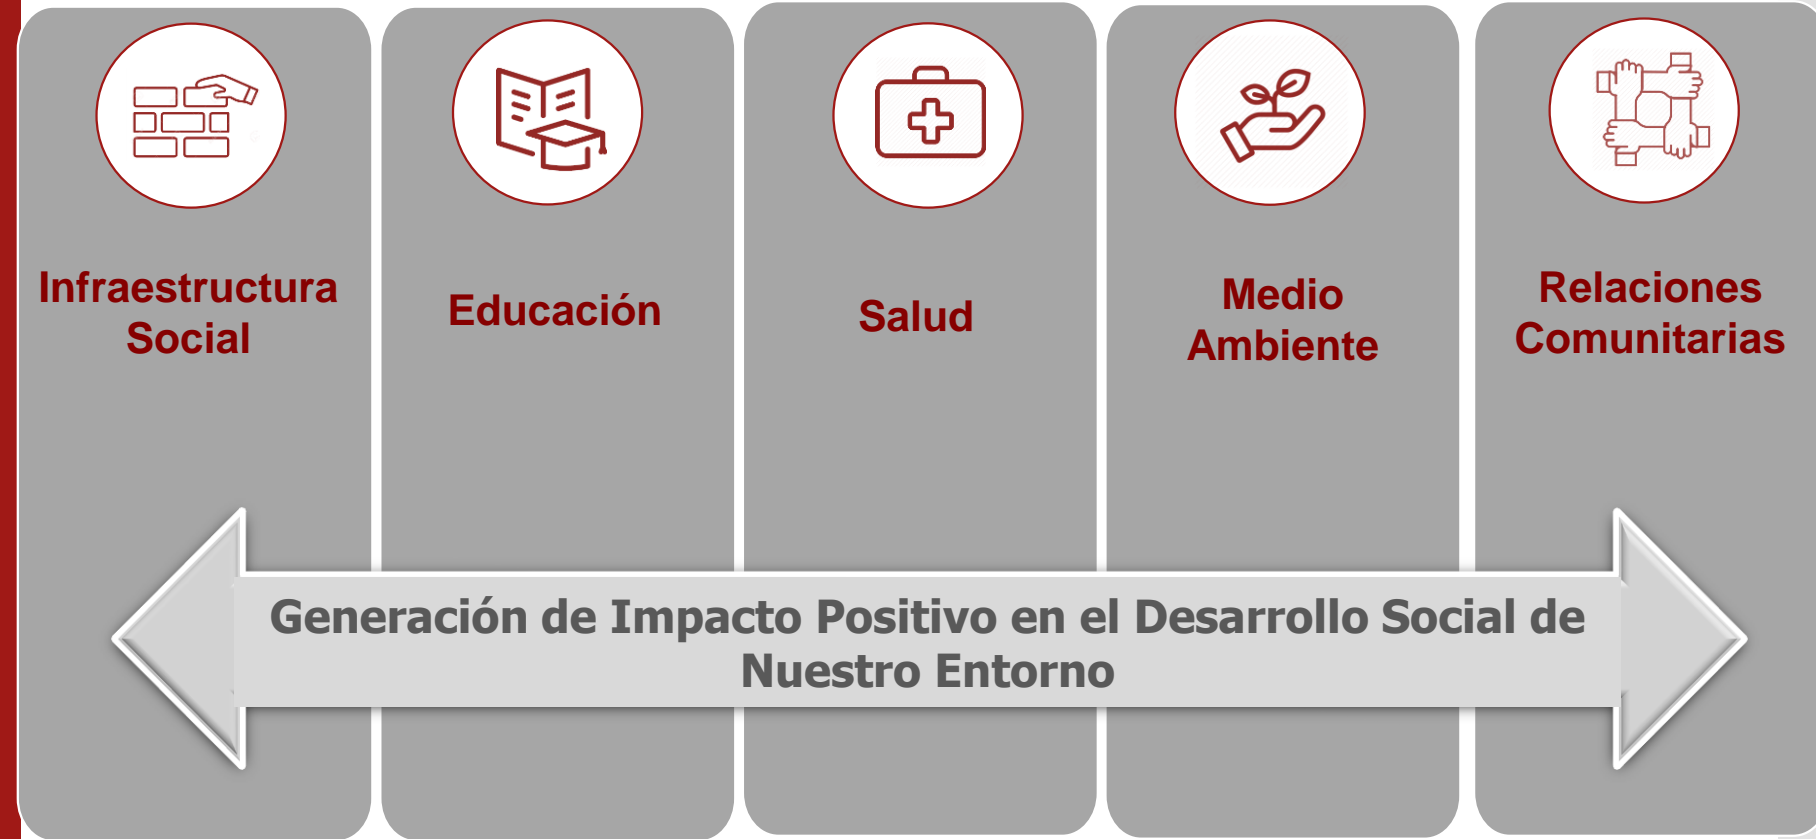 Infraestructura
Social
Educación
Salud
Medio
Ambiente
Relaciones
Comunitarias
Generación de Impacto Positivo en el Desarrollo Social de
Nuestro Entorno